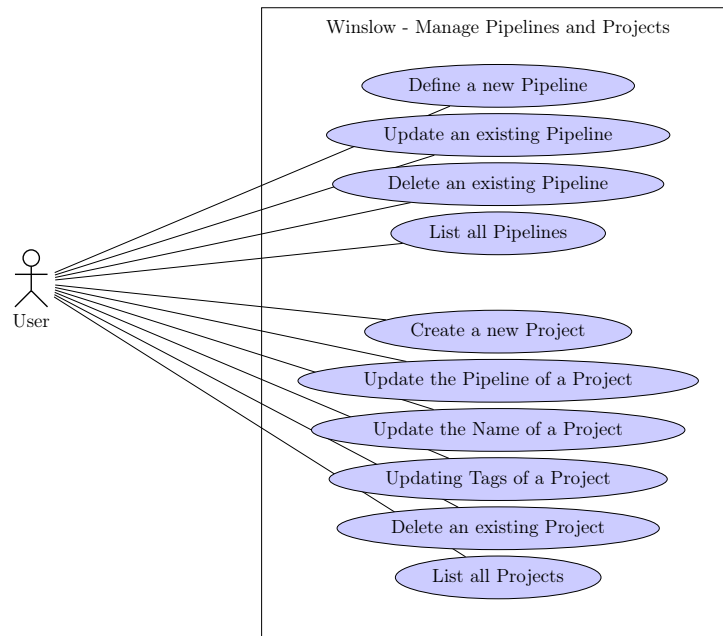 Winslow - Manage Pipelines and Projects
Define a new Pipeline
Update an existing Pipeline
Delete an existing Pipeline
List all Pipelines
User
Create a new Project
Update the Pipeline of a Project
Update the Name of a Project
Updating Tags of a Project
Delete an existing Project
List all Projects